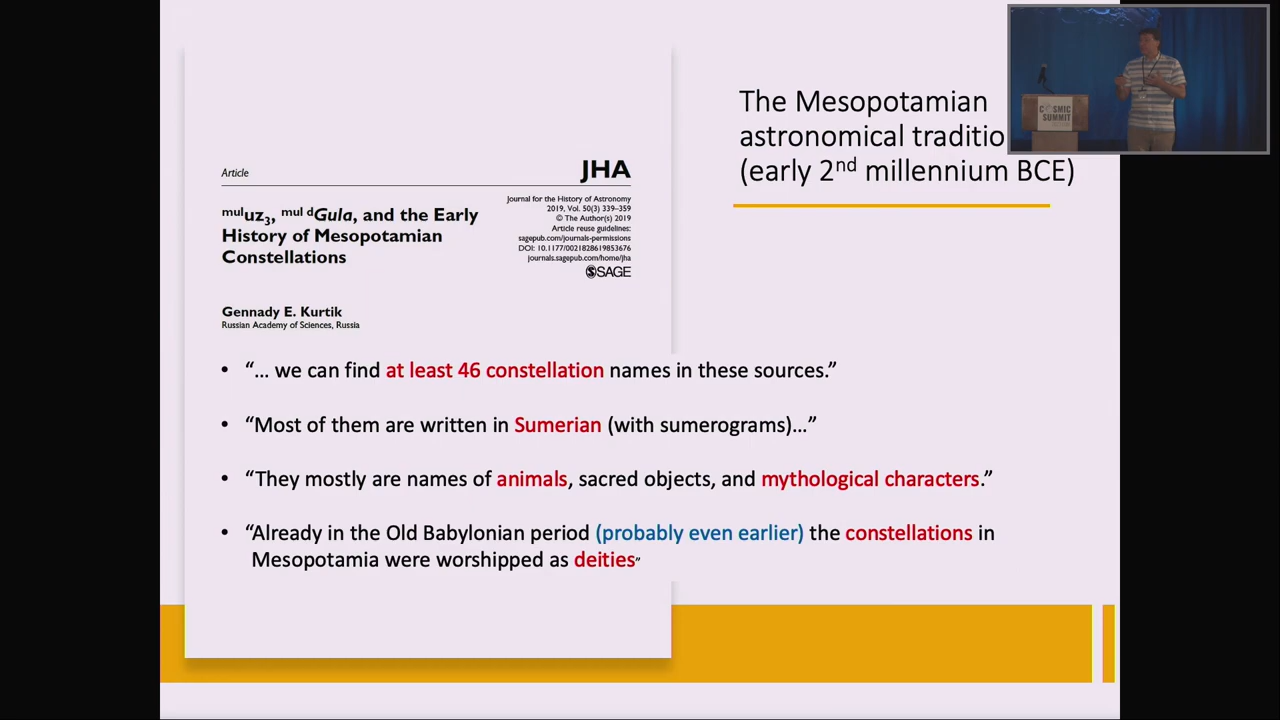 The Mesopotamian
astronomical traditio
(early 2nd millennium BCE)
COSMIC
SUMMIT
Article
JHA
muluz3, mul dGula, and the Early
History of Mesopotamian
Constellations
Journal for the History of Astronomy
2019, Vol. 50(3) 339–359
© The Author(s) 2019
Article reuse guidelines:
sagepub.com/journals-permissions
DOI: 10.1177/0021828619853676
journals.sagepub.com/home/jha
SAGE
Gennady E. Kurtik
Russian Academy of Sciences, Russia
• “… we can find at least 46 constellation names in these sources.”
• “Most of them are written in Sumerian (with sumerograms)…”
• “They mostly are names of animals, sacred objects, and mythological characters.”
• “Already in the Old Babylonian period (probably even earlier) the constellations in
Mesopotamia were worshipped as deities”